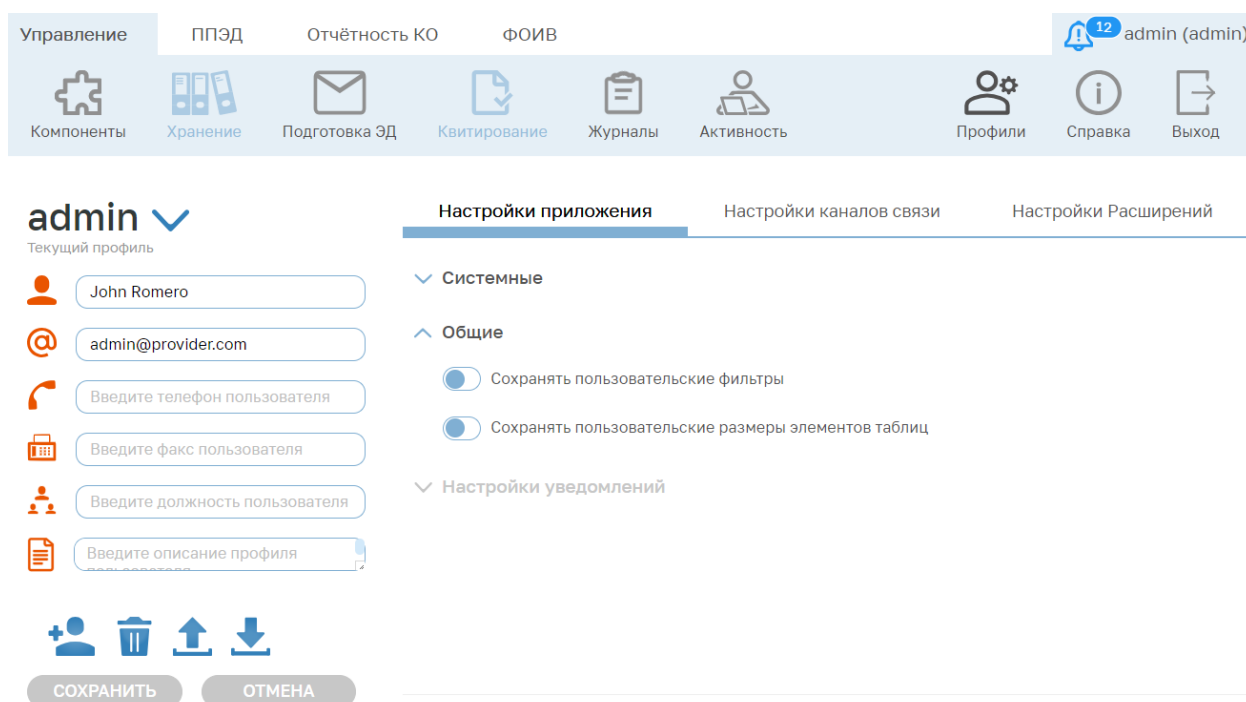 Управление ППЭД Отчётность КО ФОИВ 12 admin (admin)
Компоненты Хранение Подготовка ЭД Квитирование Журналы Активность Профили Справка Выход
admin
Текущий профиль
Настройки приложения Настройки каналов связи Настройки Расширений
John Romero
admin@provider.com
Введите телефон пользователя
Введите факс пользователя
Введите должность пользователя
Введите описание профиля
пользователя
СОХРАНИТЬ ОТМЕНА
Системные
Общие
Сохранять пользовательские фильтры
Сохранять пользовательские размеры элементов таблиц
Настройки уведомлений